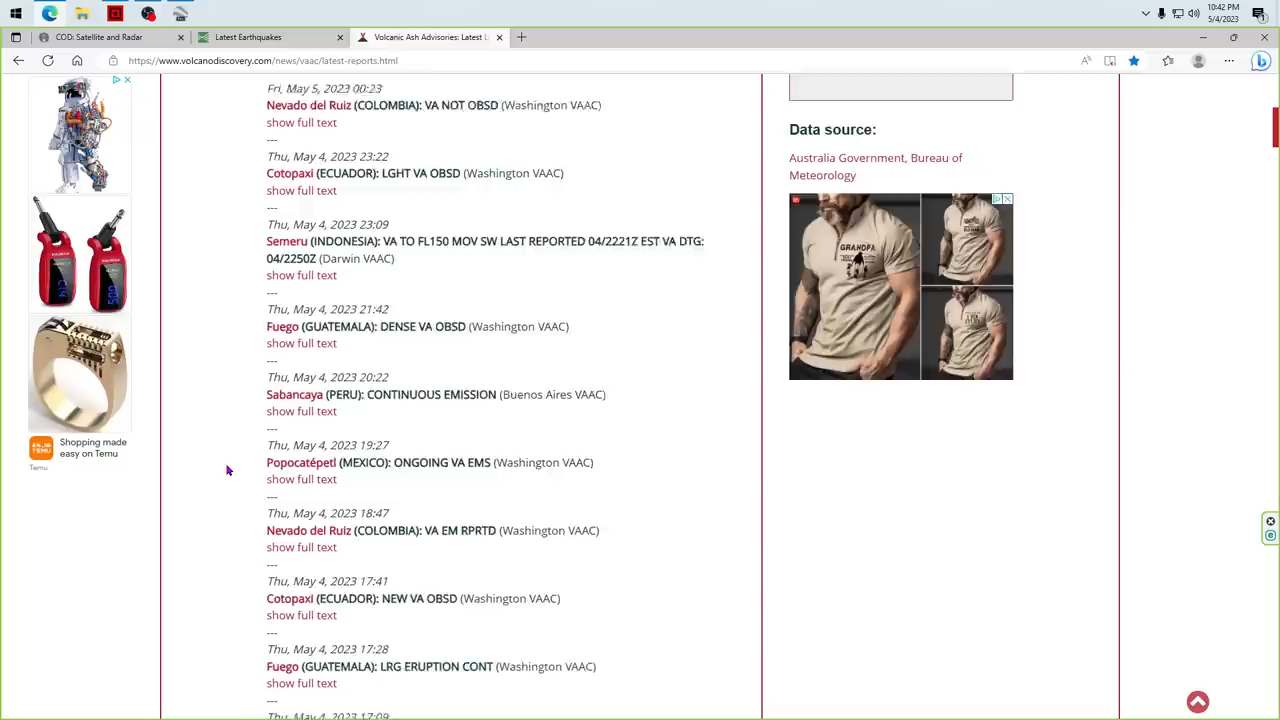 10:42 PM
5/4/2023
COD: Satellite and Radar
Latest Earthquakes
Volcanic Ash Advisories: Latest
https://www.volcanodiscovery.com/news/vaac/latest-reports.html
Fri, May 5, 2023 00:23
Nevado del Ruiz (COLOMBIA): VA NOT OBSD (Washington VAAC)
show full text
---
Thu, May 4, 2023 23:22
Cotopaxi (ECUADOR): LGHT VA OBSD (Washington VAAC)
show full text
---
Thu, May 4, 2023 23:09
Semeru (INDONESIA): VA TO FL150 MOV SW LAST REPORTED 04/2221Z EST VA DTG:
04/2250Z (Darwin VAAC)
show full text
---
Thu, May 4, 2023 21:42
Fuego (GUATEMALA): DENSE VA OBSD (Washington VAAC)
show full text
---
Thu, May 4, 2023 20:22
Sabancaya (PERU): CONTINUOUS EMISSION (Buenos Aires VAAC)
show full text
---
Thu, May 4, 2023 19:27
Popocatépetl (MEXICO): ONGOING VA EMS (Washington VAAC)
show full text
---
Thu, May 4, 2023 18:47
Nevado del Ruiz (COLOMBIA): VA EM RPRTD (Washington VAAC)
show full text
---
Thu, May 4, 2023 17:41
Cotopaxi (ECUADOR): NEW VA OBSD (Washington VAAC)
show full text
---
Thu, May 4, 2023 17:28
Fuego (GUATEMALA): LRG ERUPTION CONT (Washington VAAC)
show full text
---
Thu, May 4, 2023 17:09
Data source:
Australia Government, Bureau of
Meteorology
GRANDPA
Shopping made
easy on Temu
Temu